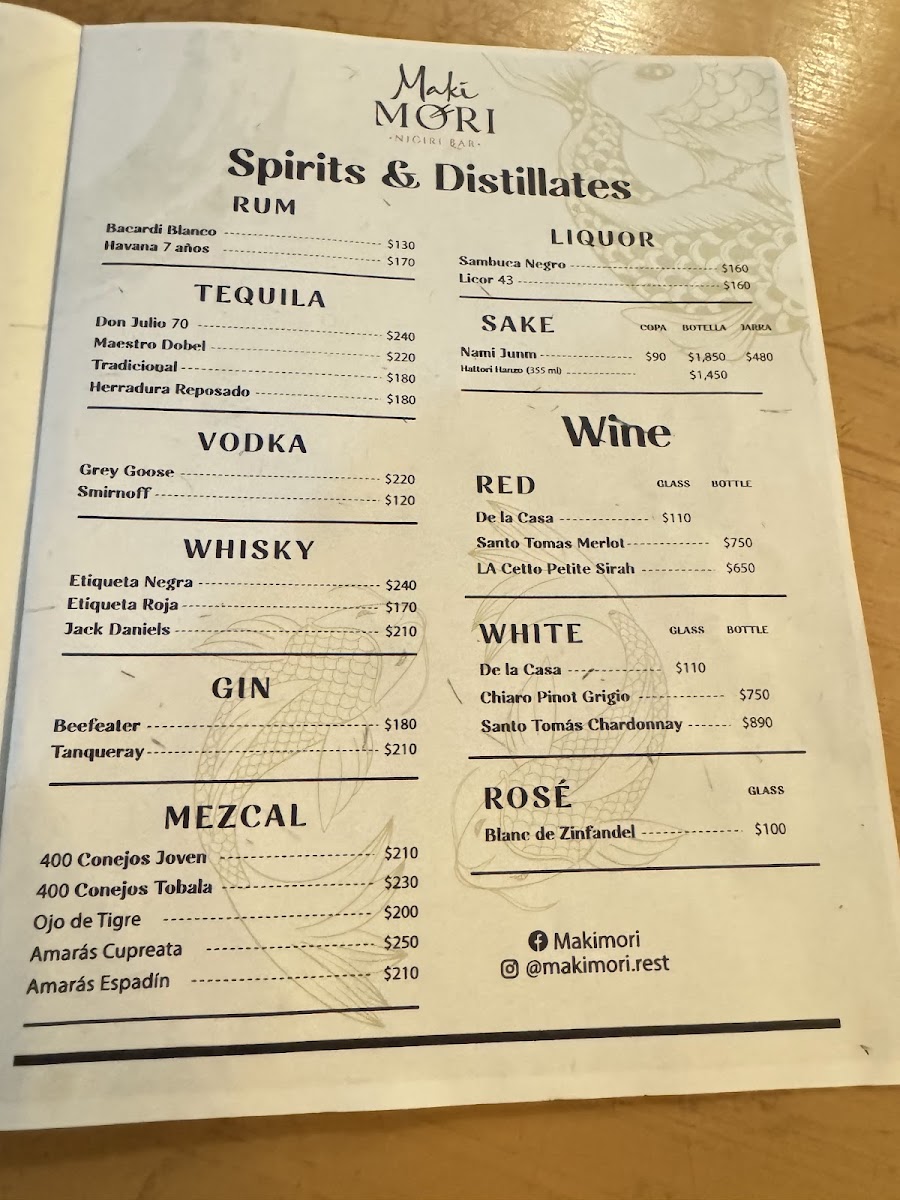 Maki
MORI
·NIGIRI BAR·
Spirits & Distillates
RUM
Bacardi Blanco $130
Havana 7 años $170
TEQUILA
Don Julio 70 $240
Maestro Dobel $220
Tradicional $180
Herradura Reposado $180
VODKA
Grey Goose $220
Smirnoff $120
WHISKY
Etiqueta Negra $240
Etiqueta Roja $170
Jack Daniels $210
GIN
Beefeater $180
Tanqueray $210
MEZCAL
400 Conejos Joven $210
400 Conejos Tobala $230
Ojo de Tigre $200
Amarás Cupreata $250
Amarás Espadín $210
LIQUOR
Sambuca Negro $160
Licor 43 $160
SAKE COPA BOTELLA JARRA
Nami Junm $90 $1,850 $480
Hattori Hanzo (355 ml) $1,450
Wine
RED GLASS BOTTLE
De la Casa $110
Santo Tomas Merlot $750
LA Cetto Petite Sirah $650
WHITE GLASS BOTTLE
De la Casa $110
Chiaro Pinot Grigio $750
Santo Tomás Chardonnay $890
ROSÉ GLASS
Blanc de Zinfandel $100
Makimori
@makimori.rest